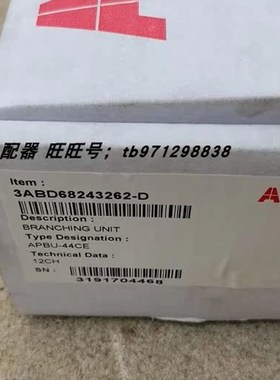 配器 旺旺号；tb971298838
Item :
3ABD68243262-D
Description :
BRANCHING UNIT
Type Designation :
APBU-44CE
Technical Data :
12CH
SN :
3191704468